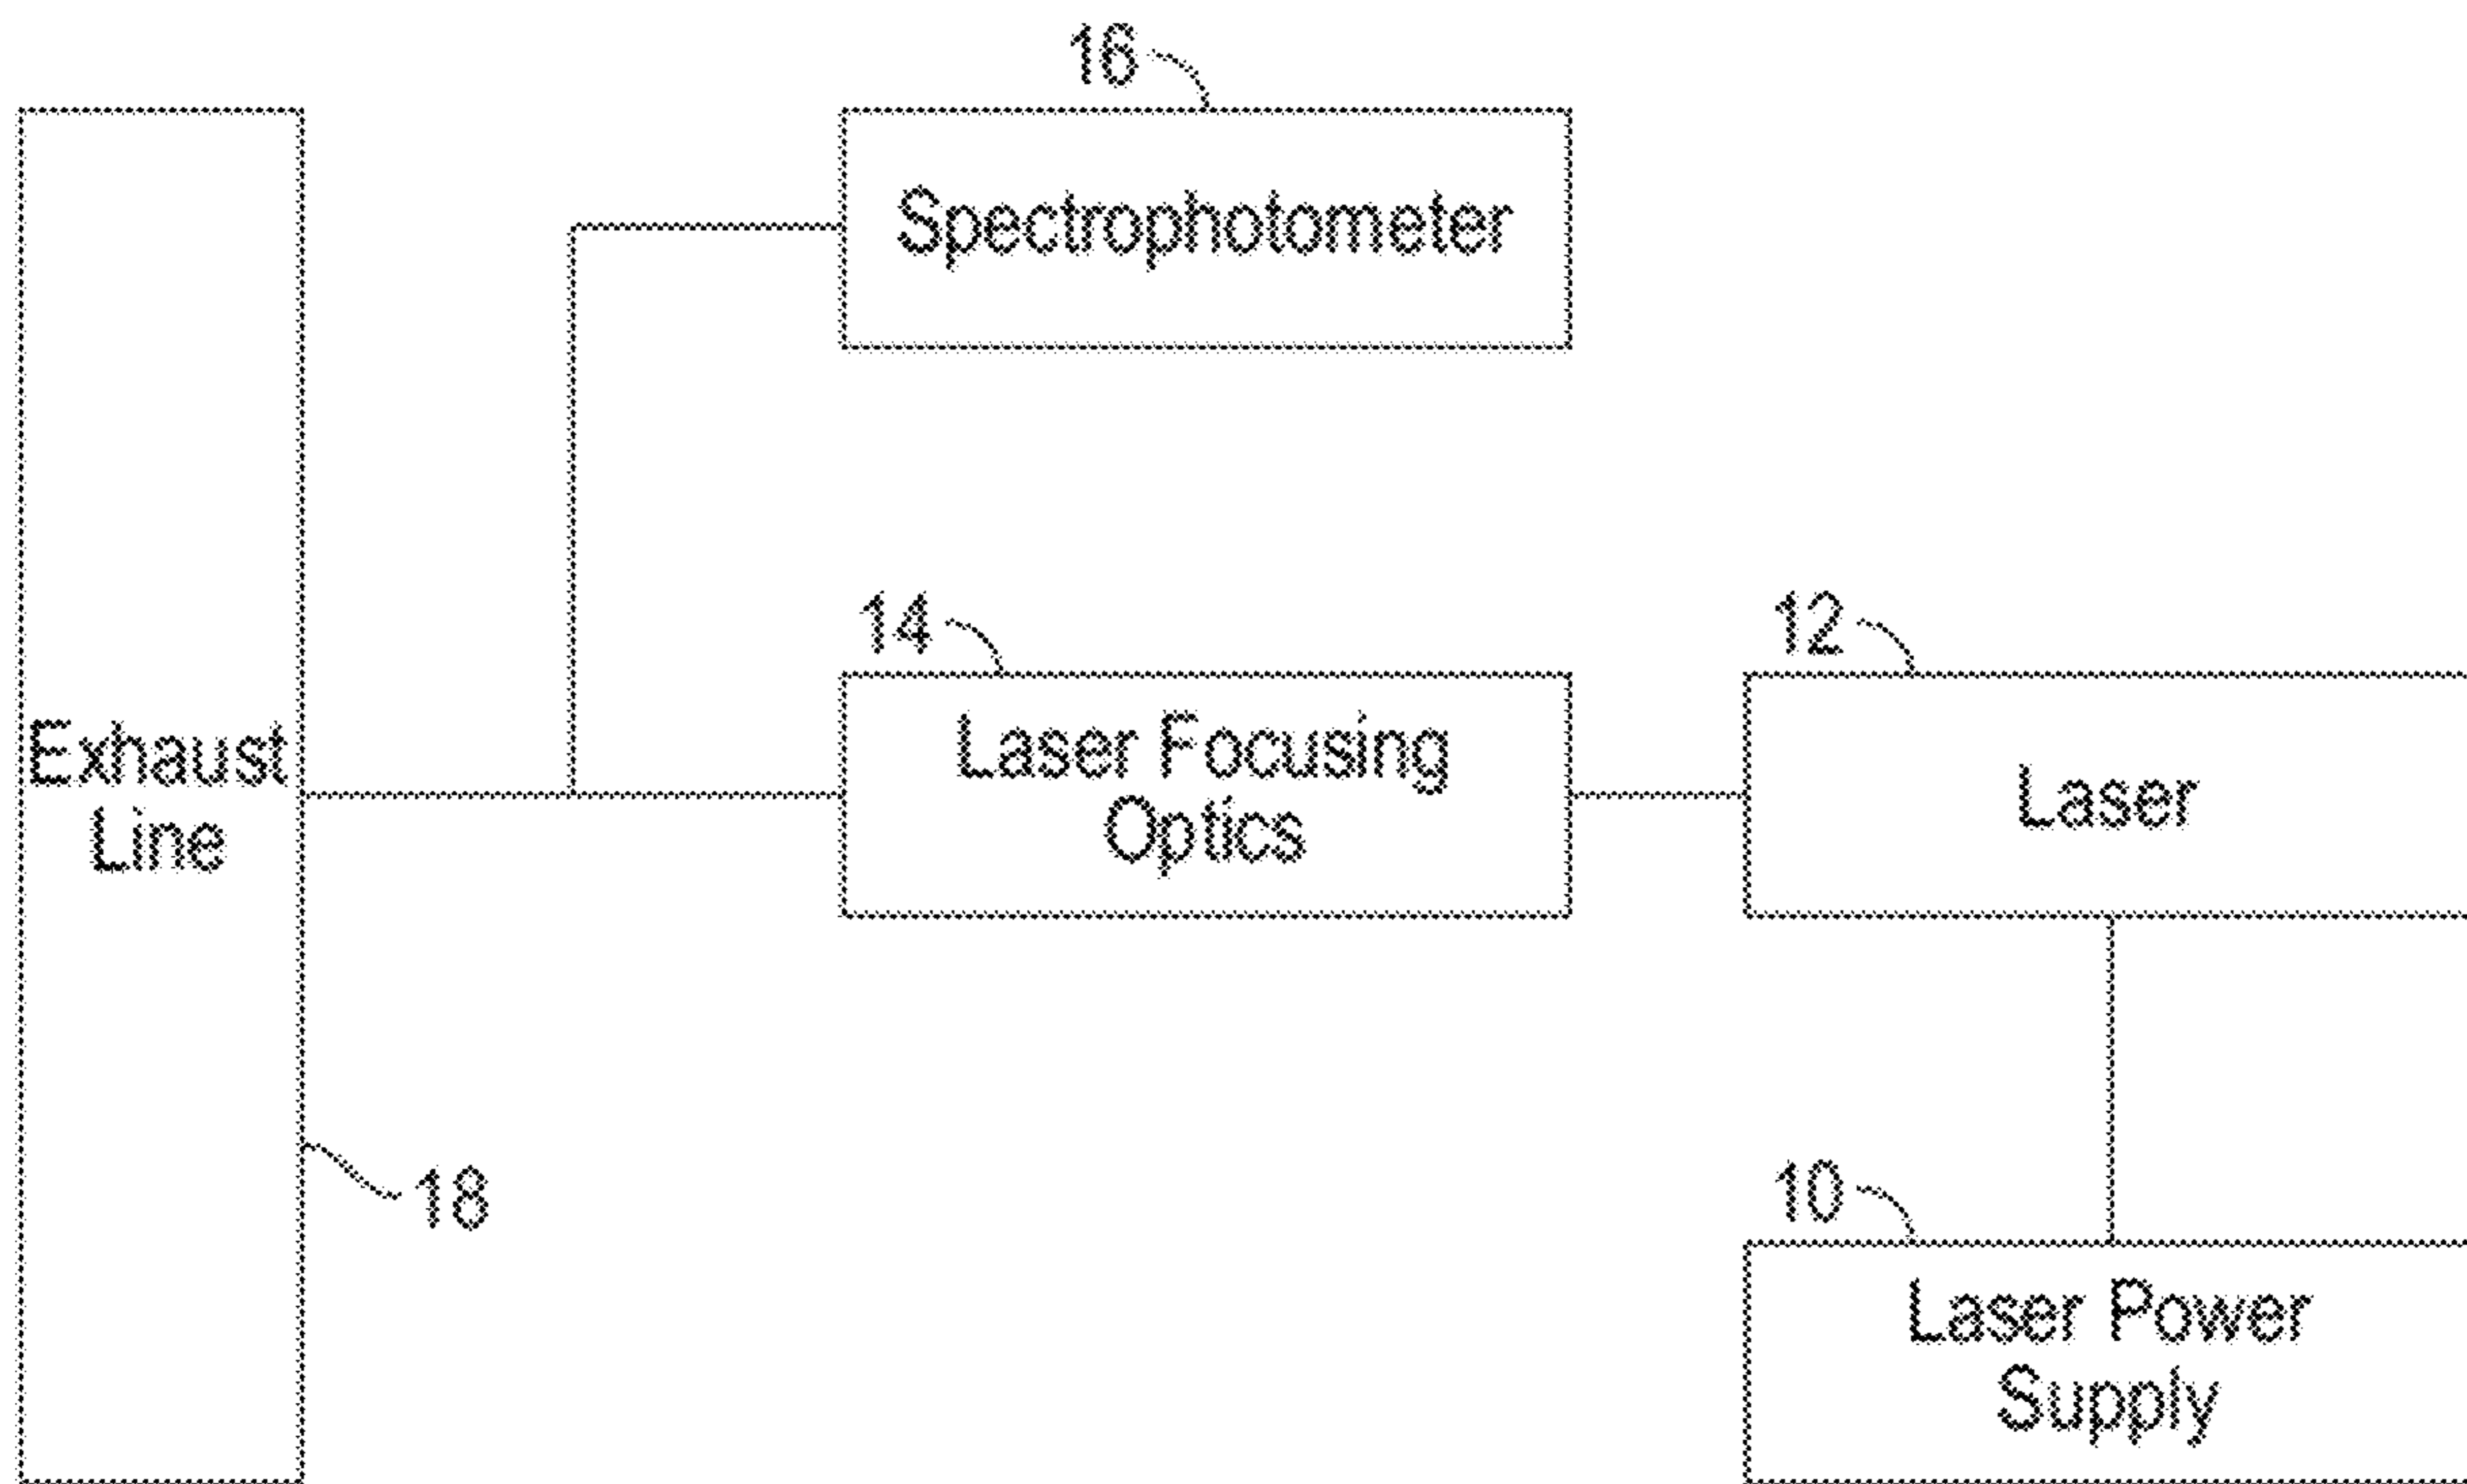 16
Spectrophotometer
14
12
Exhaust
Line
Laser Focusing
Optics
Laser
18
10
Laser Power
Supply